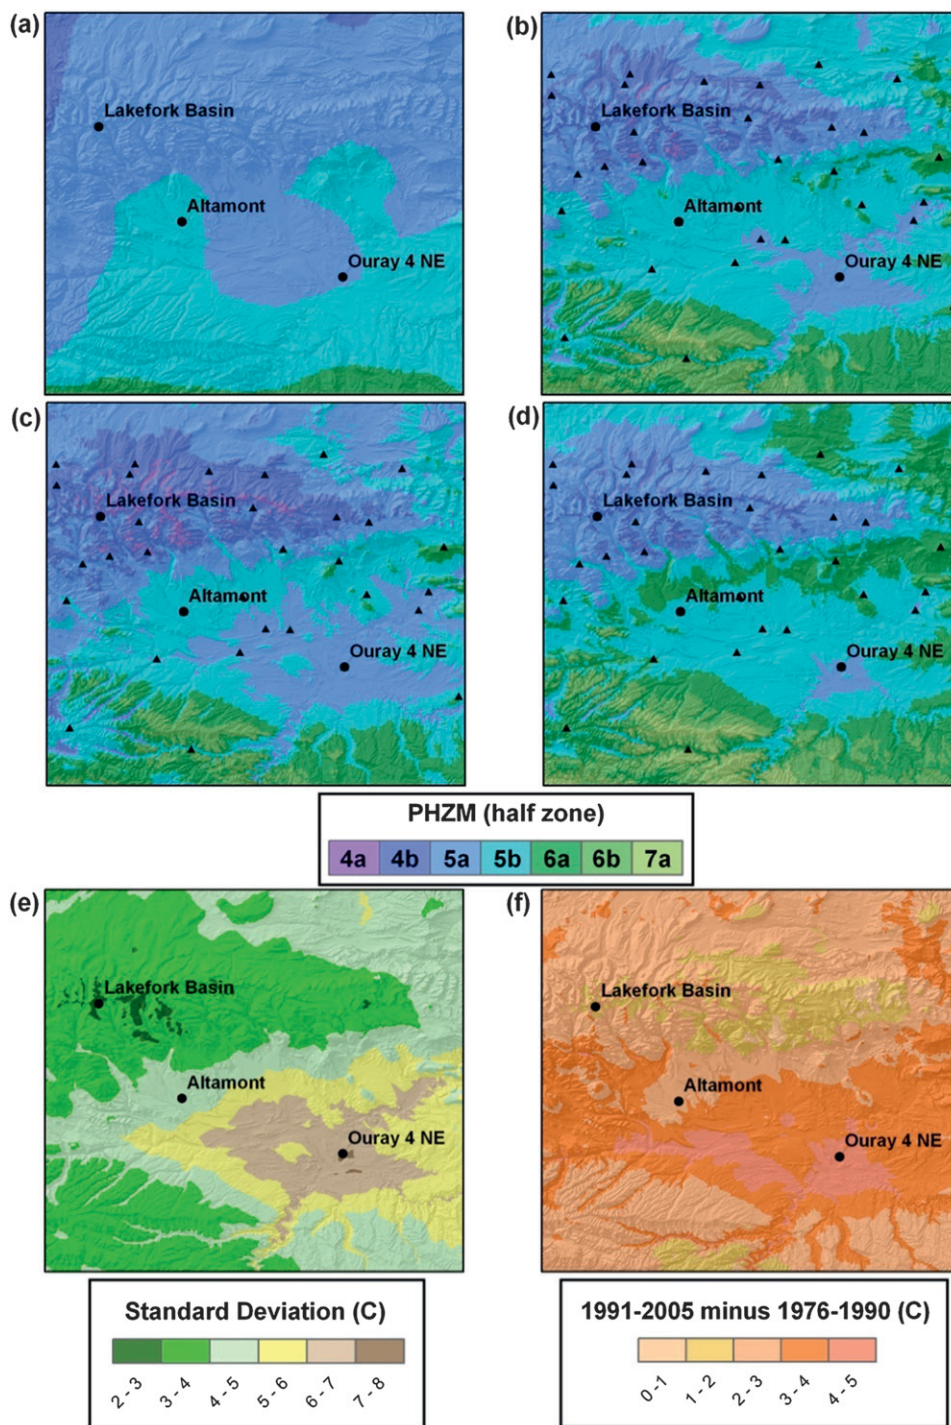 (a)
Lakefork Basin
Altamont
Ouray 4 NE
(b)
Lakefork Basin
Altamont
Ouray 4 NE
(c)
Lakefork Basin
Altamont
Ouray 4 NE
(d)
Lakefork Basin
Altamont
Ouray 4 NE
PHZM (half zone)
4a 4b 5a 5b 6a 6b 7a
(e)
Lakefork Basin
Altamont
Ouray 4 NE
(f)
Lakefork Basin
Altamont
Ouray 4 NE
Standard Deviation (C)
2 - 3 3 - 4 4 - 5 5 - 6 6 - 7 7 - 8
1991-2005 minus 1976-1990 (C)
0 - 1 1 - 2 2 - 3 3 - 4 4 - 5